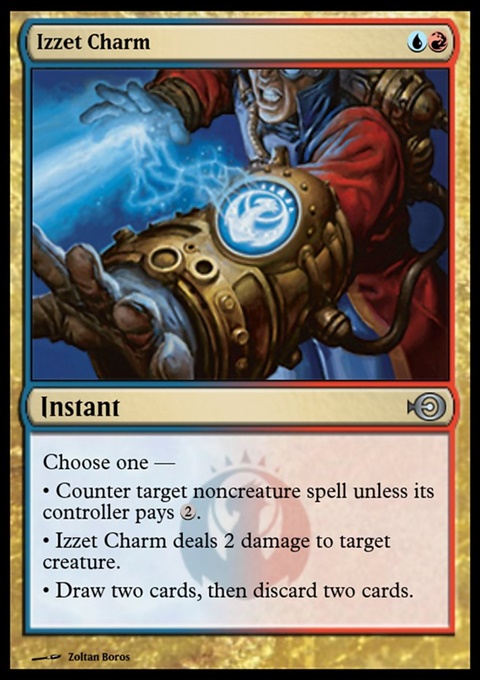 Izzet Charm
Instant
Choose one —
• Counter target noncreature spell unless its
controller pays 2.
• Izzet Charm deals 2 damage to target
creature.
• Draw two cards, then discard two cards.
Zoltan Boros